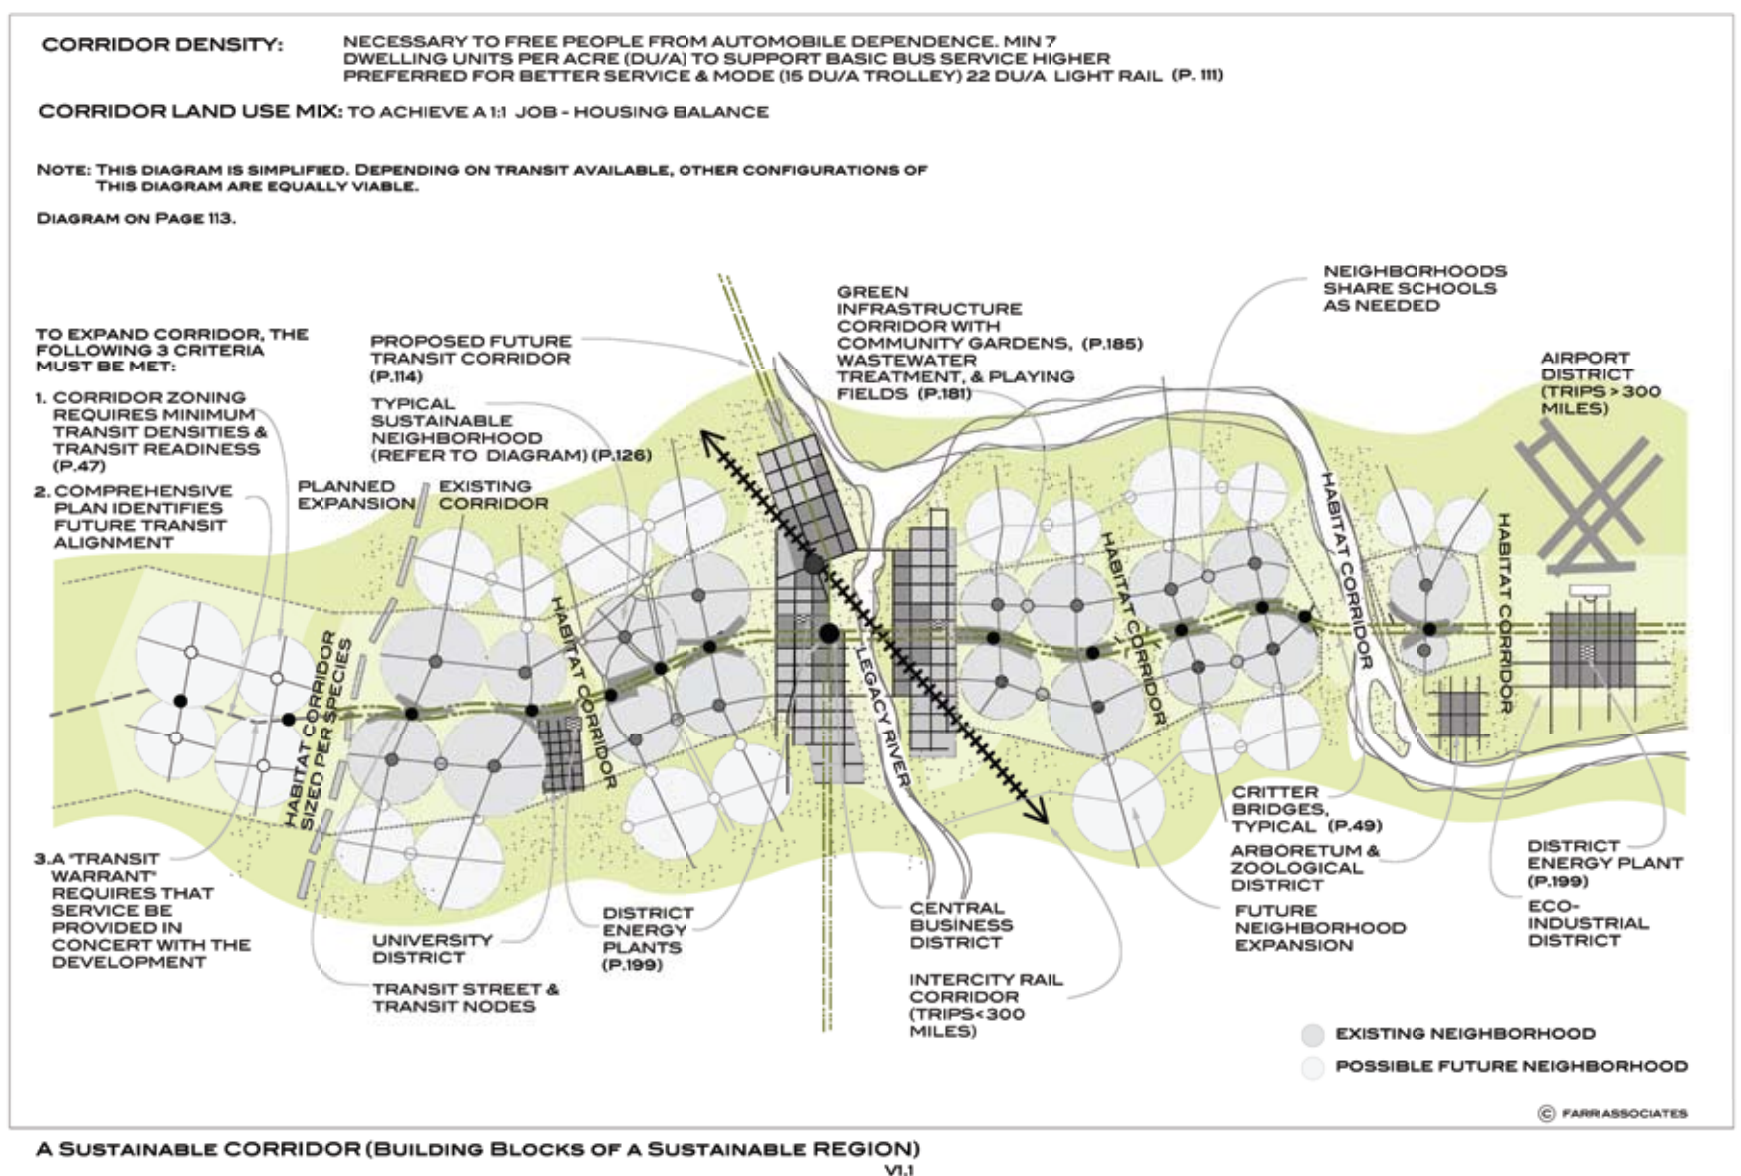 CORRIDOR DENSITY: NECESSARY TO FREE PEOPLE FROM AUTOMOBILE DEPENDENCE. MIN 7
DWELLING UNITS PER ACRE (DU/A) TO SUPPORT BASIC BUS SERVICE HIGHER
PREFERRED FOR BETTER SERVICE & MODE (15 DU/A TROLLEY) 22 DU/A LIGHT RAIL (P. 111)
CORRIDOR LAND USE MIX: TO ACHIEVE A 1:1 JOB - HOUSING BALANCE
NOTE: THIS DIAGRAM IS SIMPLIFIED. DEPENDING ON TRANSIT AVAILABLE, OTHER CONFIGURATIONS OF
THIS DIAGRAM ARE EQUALLY VIABLE.
DIAGRAM ON PAGE 113.
TO EXPAND CORRIDOR, THE
FOLLOWING 3 CRITERIA
MUST BE MET:
1. CORRIDOR ZONING
REQUIRES MINIMUM
TRANSIT DENSITIES &
TRANSIT READINESS
(P.47)
2. COMPREHENSIVE
PLAN IDENTIFIES
FUTURE TRANSIT
ALIGNMENT
3. A "TRANSIT
WARRANT"
REQUIRES THAT
SERVICE BE
PROVIDED IN
CONCERT WITH THE
DEVELOPMENT
PROPOSED FUTURE
TRANSIT CORRIDOR
(P.114)
TYPICAL
SUSTAINABLE
NEIGHBORHOOD
(REFER TO DIAGRAM) (P.126)
PLANNED
EXPANSION
EXISTING
CORRIDOR
GREEN
INFRASTRUCTURE
CORRIDOR WITH
COMMUNITY GARDENS, (P.185)
WASTEWATER
TREATMENT, & PLAYING
FIELDS (P.181)
NEIGHBORHOODS
SHARE SCHOOLS
AS NEEDED
AIRPORT
DISTRICT
(TRIPS > 300
MILES)
HABITAT CORRIDOR
SIZED PER SPECIES
HABITAT CORRIDOR
LEGACY RIVER
HABITAT CORRIDOR
HABITAT CORRIDOR
HABITAT CORRIDOR
UNIVERSITY
DISTRICT
TRANSIT STREET &
TRANSIT NODES
DISTRICT
ENERGY
PLANTS
(P.199)
CENTRAL
BUSINESS
DISTRICT
INTERCITY RAIL
CORRIDOR
(TRIPS<300
MILES)
CRITTER
BRIDGES,
TYPICAL (P.49)
ARBORETUM &
ZOOLOGICAL
DISTRICT
FUTURE
NEIGHBORHOOD
EXPANSION
DISTRICT
ENERGY PLANT
(P.199)
ECO-
INDUSTRIAL
DISTRICT
EXISTING NEIGHBORHOOD
POSSIBLE FUTURE NEIGHBORHOOD
© FARR ASSOCIATES
A SUSTAINABLE CORRIDOR (BUILDING BLOCKS OF A SUSTAINABLE REGION)
V1.1